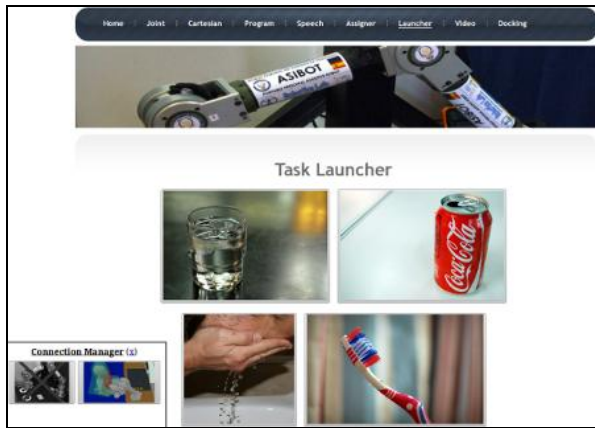 Home Joint Cartesian Program Speech Assigner Launcher Video Docking
ASIBOT
Task Launcher
Coca-Cola
Connection Manager (x)